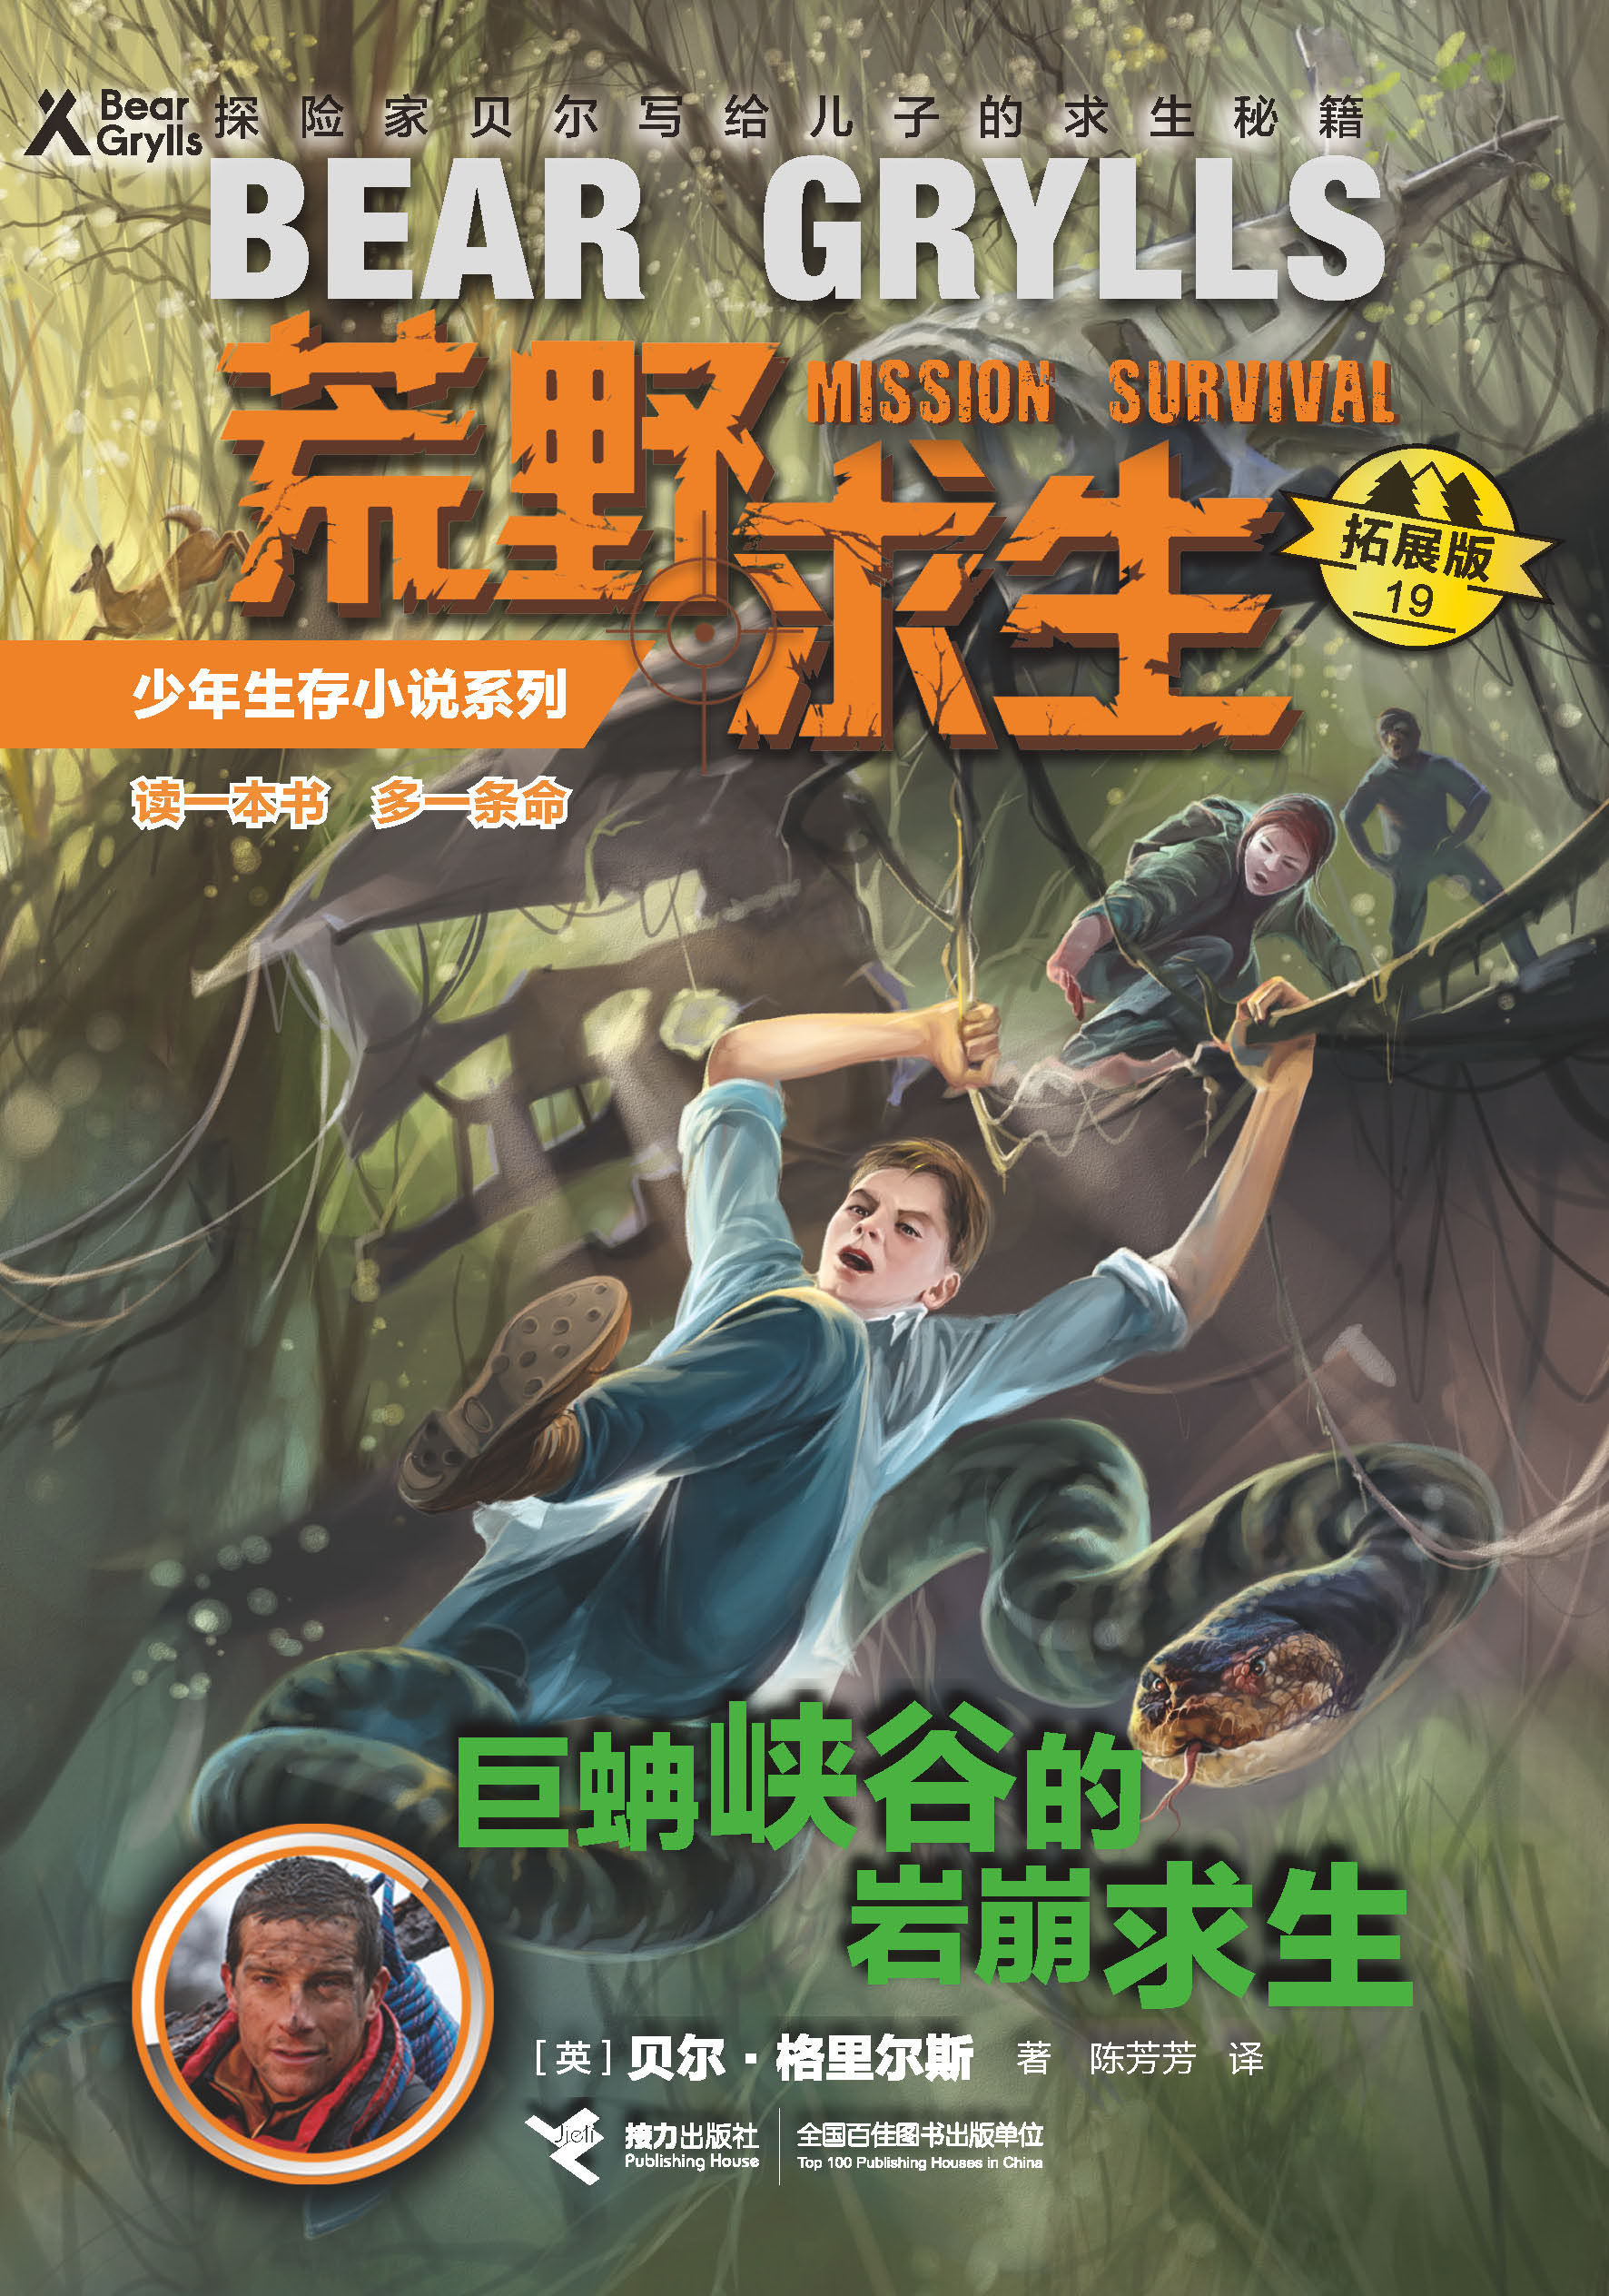 Bear
Grylls
探险家贝尔写给儿子的求生秘籍
BEAR GRYLLS
荒野
MISSION SURVIVAL
求生
拓展版
19
少年生存小说系列
读一本书 多一条命
巨蚺峡谷的
岩崩求生
[英] 贝尔·格里尔斯 著 陈芳芳 译
Jieli
接力出版社
Publishing House
全国百佳图书出版单位
Top 100 Publishing Houses in China